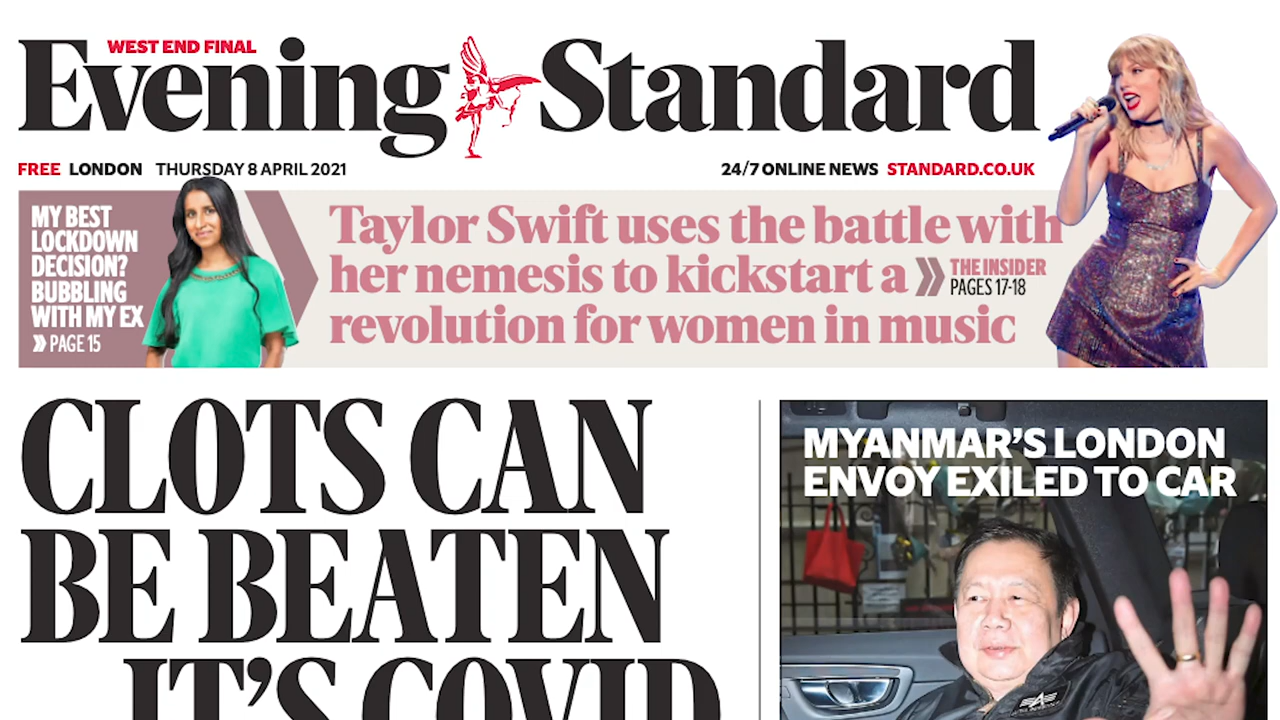 WEST END FINAL
Evening Standard
FREE LONDON THURSDAY 8 APRIL 2021
24/7 ONLINE NEWS STANDARD.CO.UK
MY BEST
LOCKDOWN
DECISION?
BUBBLING
WITH MY EX
» PAGE 15
Taylor Swift uses the battle with
her nemesis to kickstart a
revolution for women in music
» THE INSIDER
PAGES 17-18
CLOTS CAN
BE BEATEN
IT'S COVID
MYANMAR'S LONDON
ENVOY EXILED TO CAR